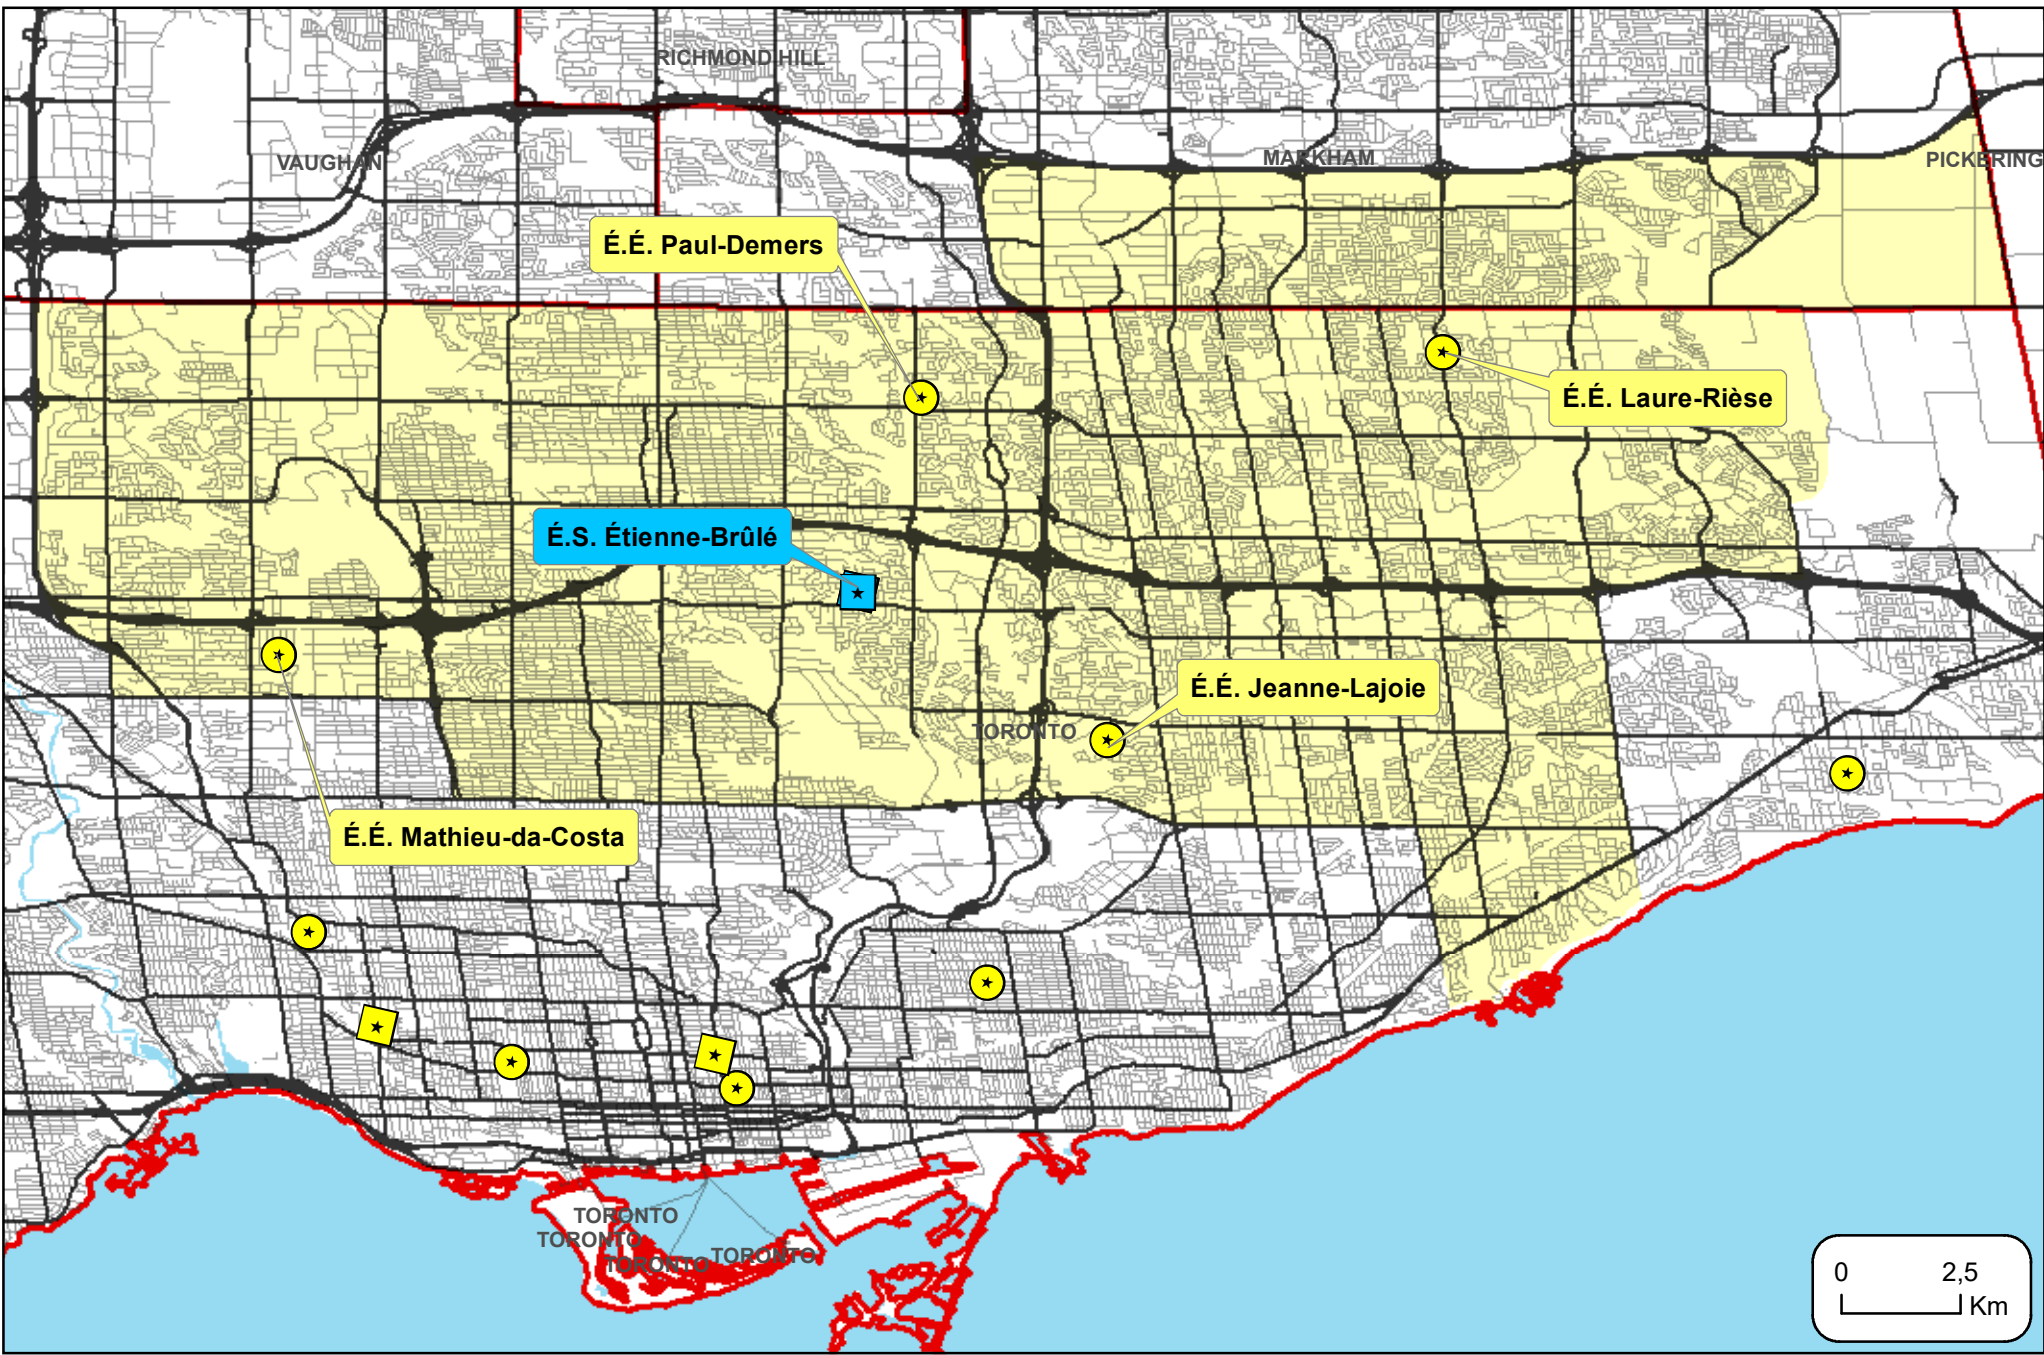 RICHMOND HILL
VAUGHAN
MARKHAM
PICKERING
É.É. Paul-Demers
É.É. Laure-Rièse
É.S. Étienne-Brûlé
É.É. Jeanne-Lajoie
TORONTO
É.É. Mathieu-da-Costa
TORONTO
TORONTO
TORONTO
TORONTO
0 2,5
Km